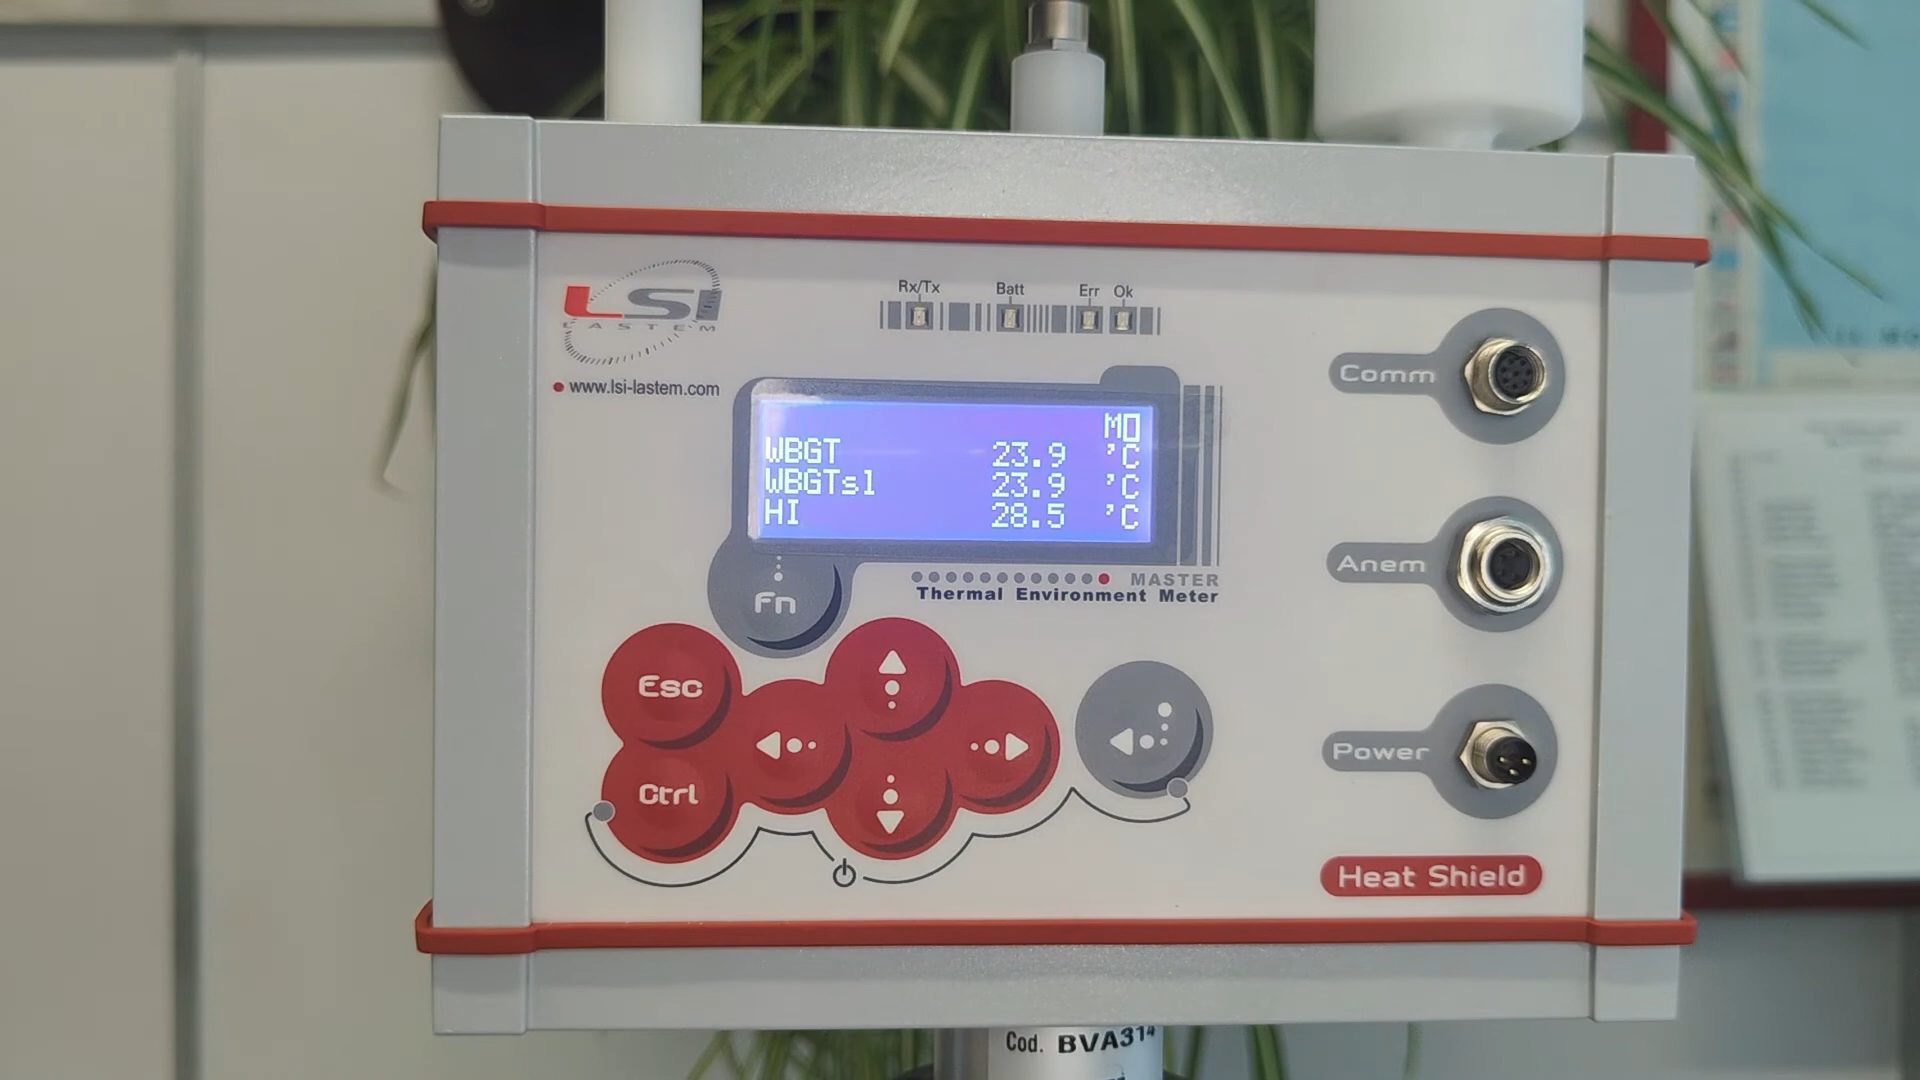 Rx/Tx Batt Err Ok
LSI
LASTEM
www.lsi-lastem.com
M
WBGT 23.9 °C
WBGTsl 23.9 °C
HI 28.5 °C
MASTER
Thermal Environment Meter
Fn
Esc
Ctrl
Comm
Anem
Power
Heat Shield
Cod. BVA314